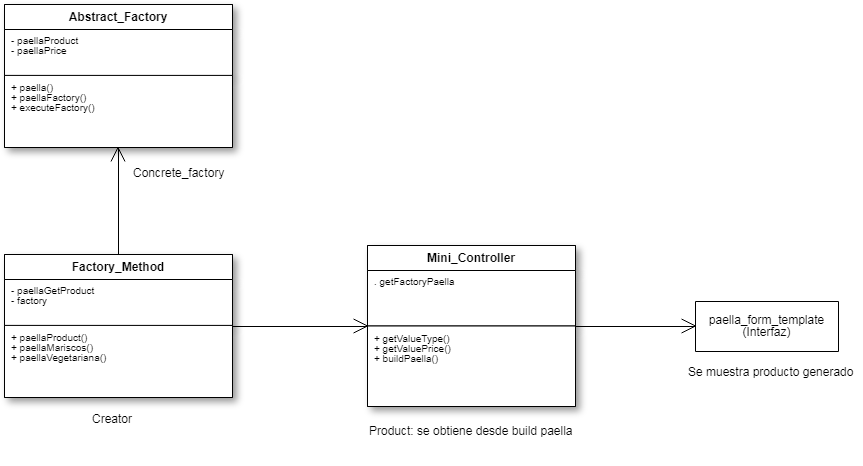 Abstract_Factory
- paellaProduct
- paellaPrice
+ paella()
+ paellaFactory()
+ executeFactory()
Concrete_factory
Factory_Method
- paellaGetProduct
- factory
+ paellaProduct()
+ paellaMariscos()
+ paellaVegetariana()
Creator
Mini_Controller
. getFactoryPaella
+ getValueType()
+ getValuePrice()
+ buildPaella()
Product: se obtiene desde build paella
paella_form_template
(Interfaz)
Se muestra producto generado